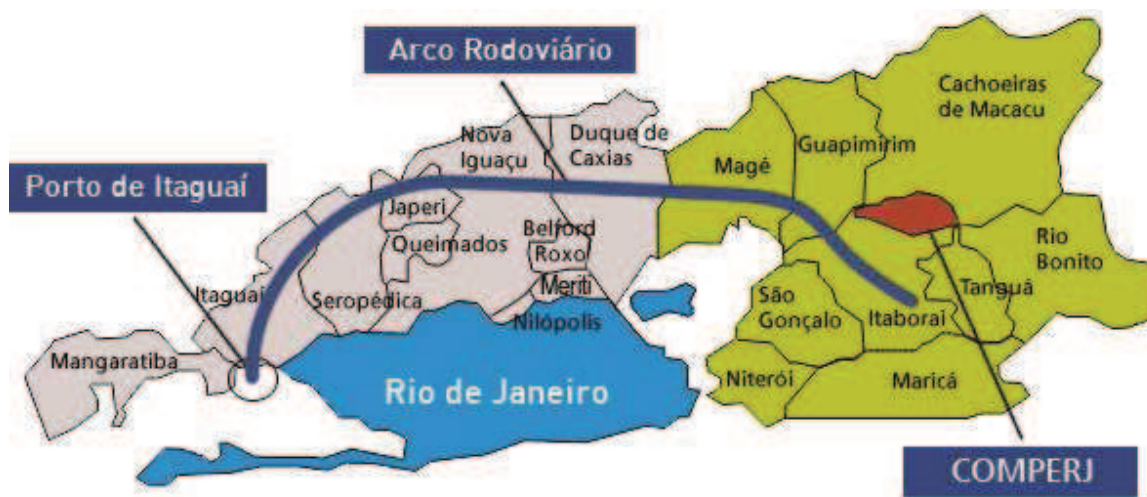 Arco Rodoviário
Cachoeiras
de Macacu
Nova
Iguaçu
Duque de
Caxias
Guapimirim
Magé
Porto de Itaguaí
Japeri
Belford
Roxo
Queimados
Rio
Bonito
Itaguaí
Seropédica
Meriti
São
Gonçalo
Tanguá
Nilópolis
Itaborai
Mangaratiba
Rio de Janeiro
Niterói
Maricá
COMPERJ